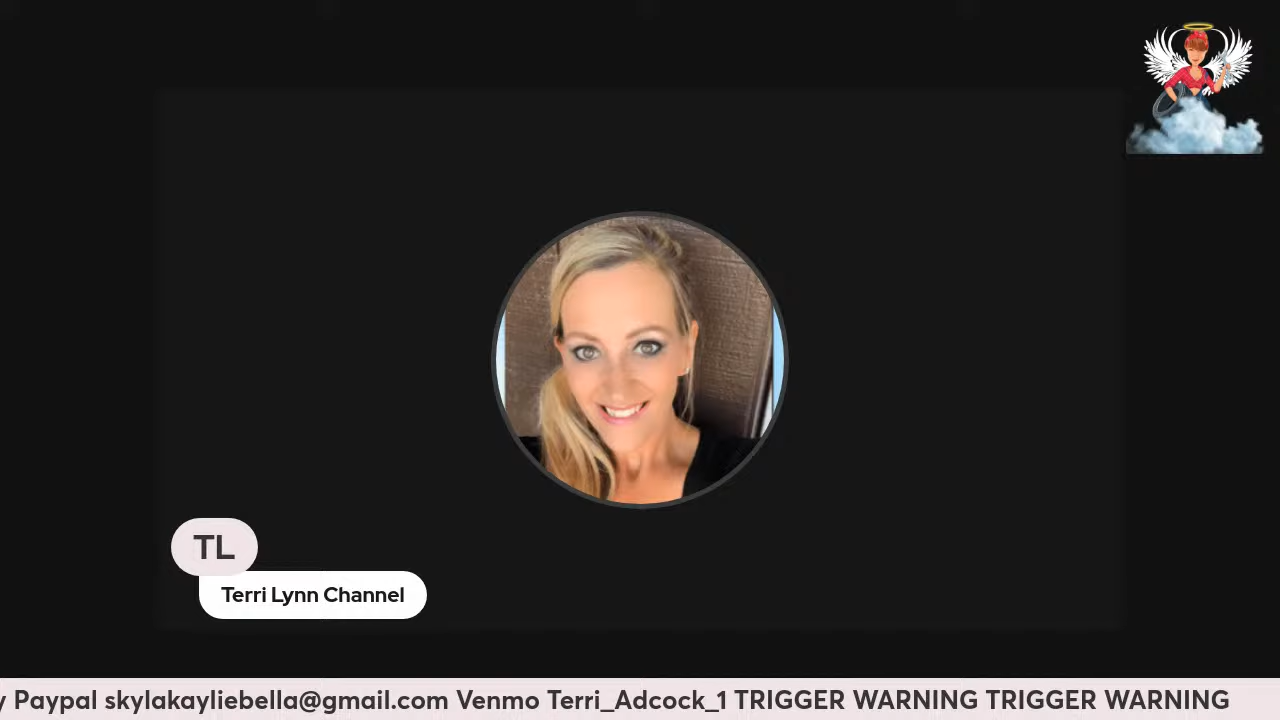 TL
Terri Lynn Channel
Paypal skylakayliebella@gmail.com Venmo Terri_Adcock_1 TRIGGER WARNING TRIGGER WARNING